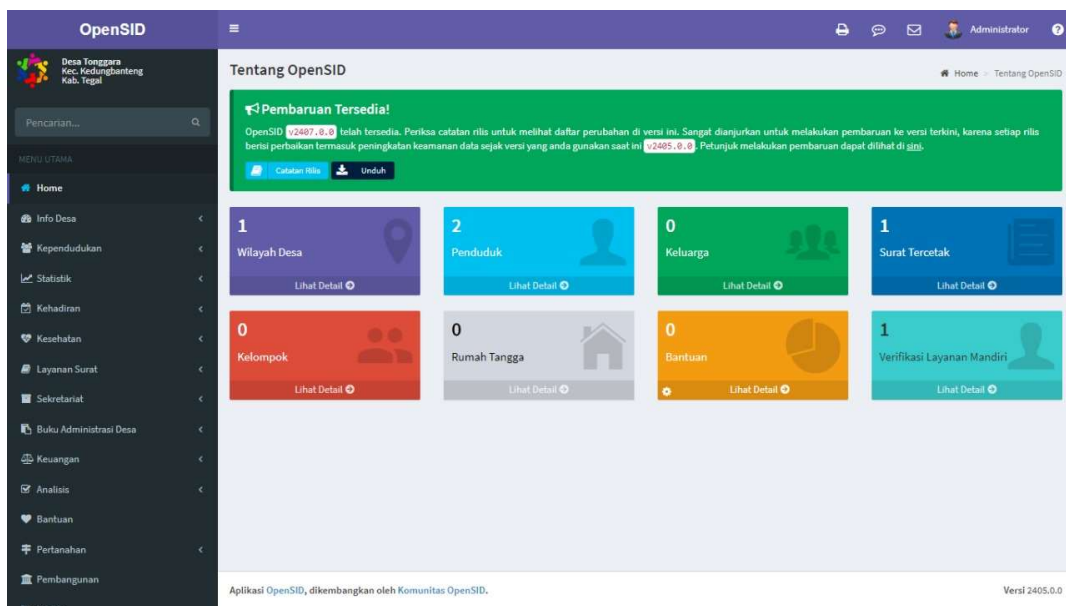 OpenSID
Administrator
Desa Tonggara
Kec. Kedungbanteng
Kab. Tegal
Pencarian...
MENU UTAMA
Home
Info Desa
Kependudukan
Statistik
Kehadiran
Kesehatan
Layanan Surat
Sekretariat
Buku Administrasi Desa
Keuangan
Analisis
Bantuan
Pertanahan
Pembangunan
Tentang OpenSID
Home > Tentang OpenSID
Pembaruan Tersedia!
OpenSID v2407.0.0 telah tersedia. Periksa catatan rilis untuk melihat daftar perubahan di versi ini. Sangat dianjurkan untuk melakukan pembaruan ke versi terkini, karena setiap rilis
berisi perbaikan termasuk peningkatan keamanan data sejak versi yang anda gunakan saat ini v2405.0.0. Petunjuk melakukan pembaruan dapat dilihat di sini.
Catatan Rilis Unduh
1
Wilayah Desa
Lihat Detail
2
Penduduk
Lihat Detail
0
Keluarga
Lihat Detail
1
Surat Tercetak
Lihat Detail
0
Kelompok
Lihat Detail
0
Rumah Tangga
Lihat Detail
0
Bantuan
Lihat Detail
1
Verifikasi Layanan Mandiri
Lihat Detail
Aplikasi OpenSID, dikembangkan oleh Komunitas OpenSID.
Versi 2405.0.0